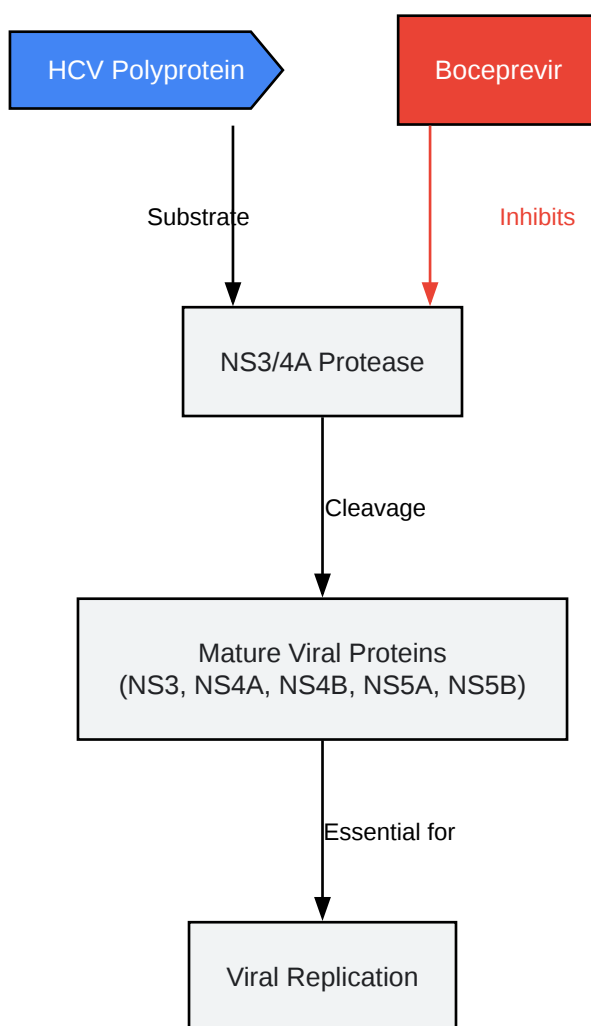 HCV Polyprotein
Boceprevir
Substrate
Inhibits
NS3/4A Protease
Cleavage
Mature Viral Proteins
(NS3, NS4A, NS4B, NS5A, NS5B)
Essential for
Viral Replication